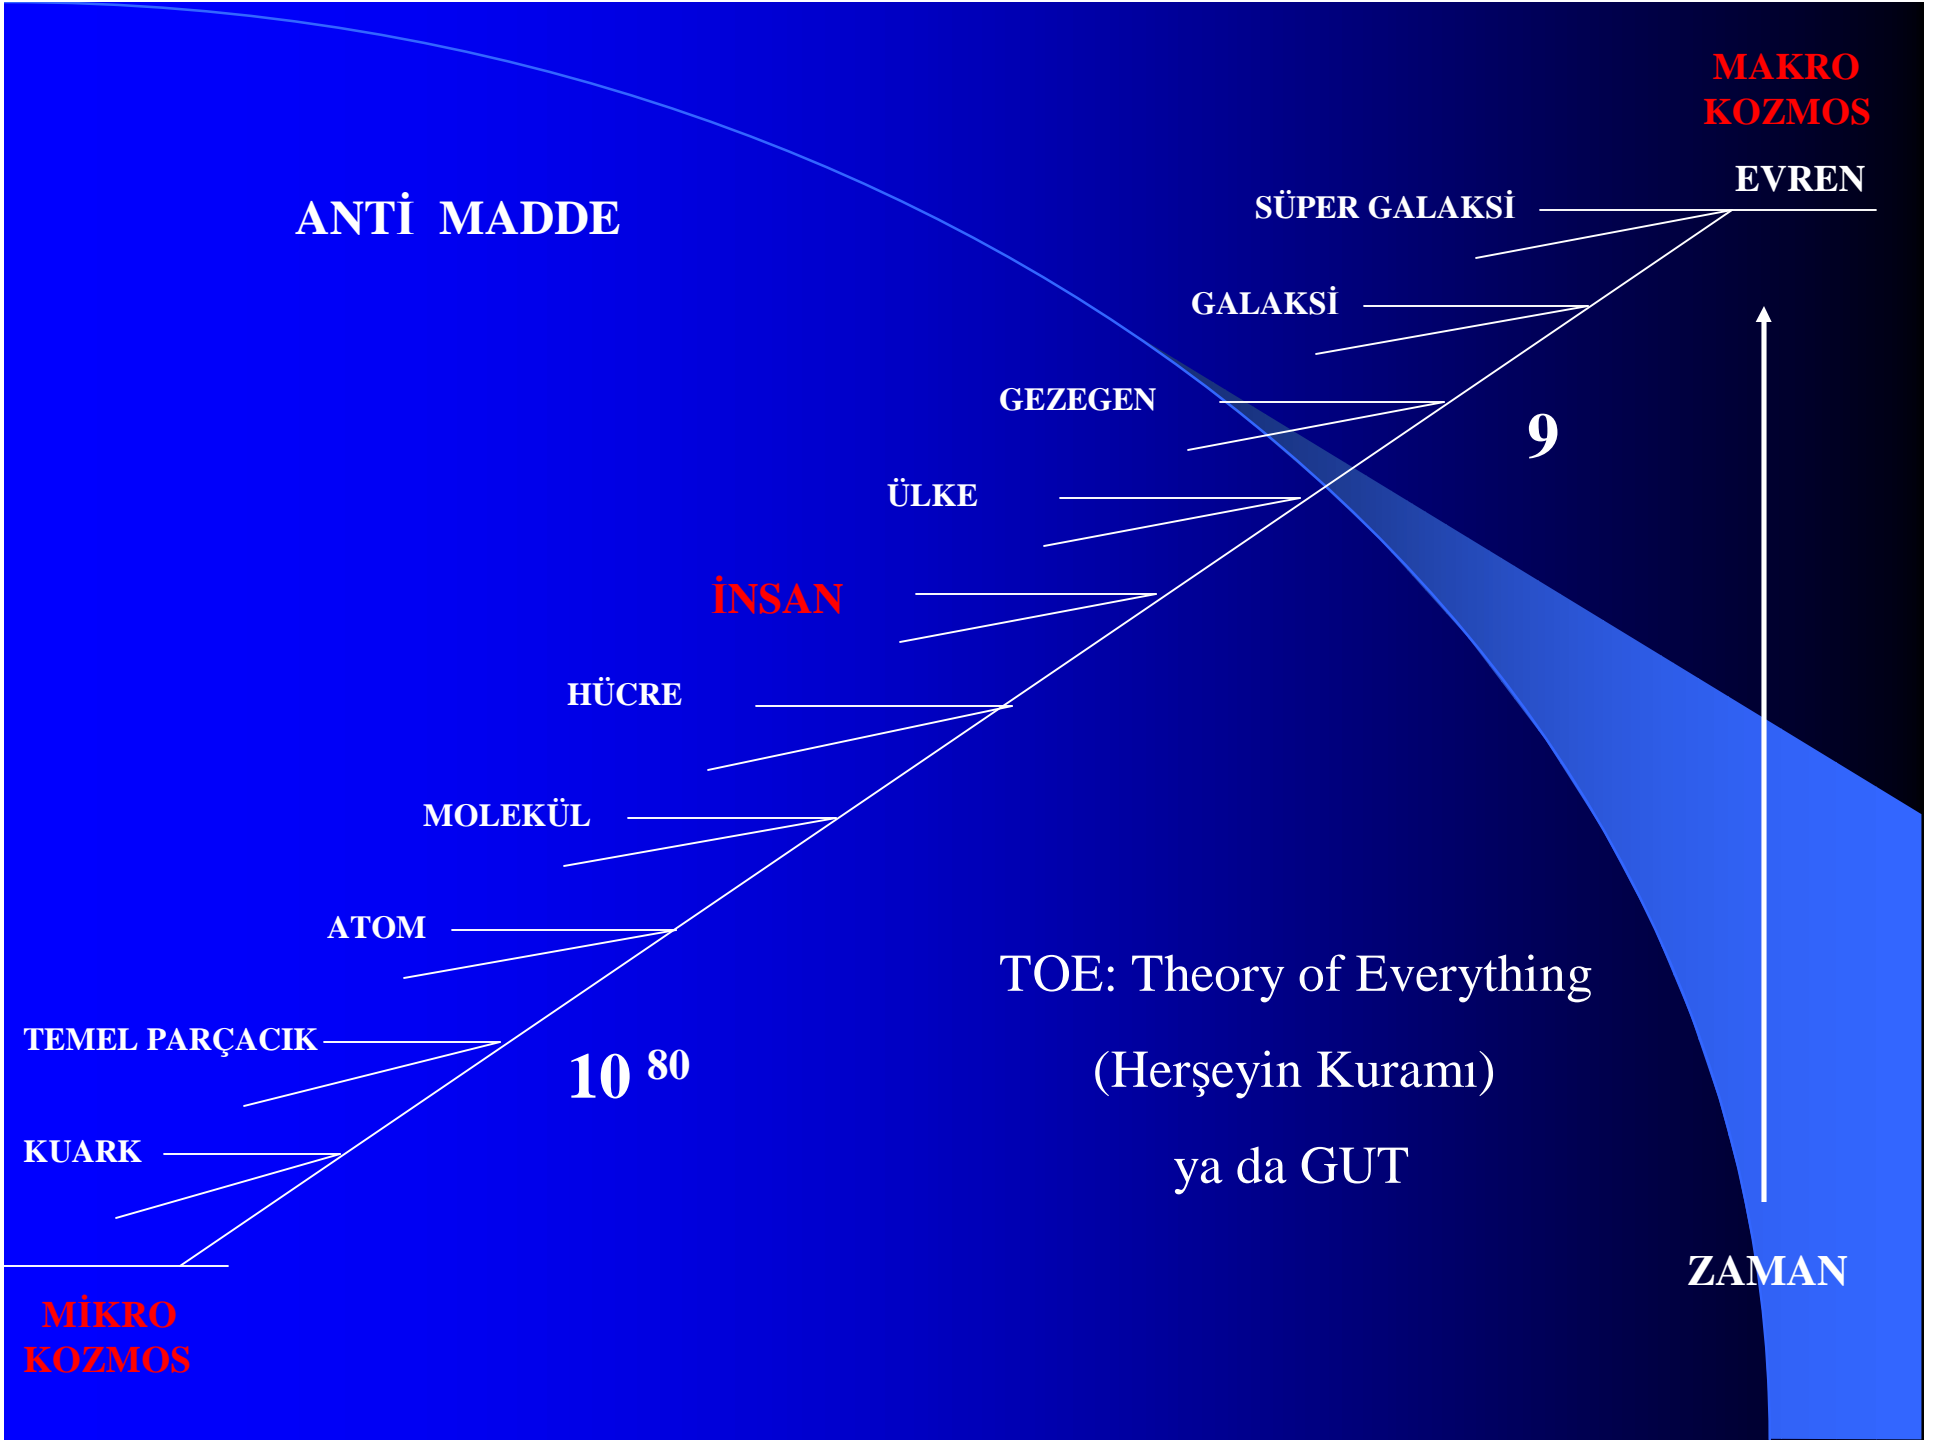 MAKRO
KOZMOS
EVREN
SÜPER GALAKSİ
ANTİ MADDE
GALAKSİ
GEZEGEN
9
ÜLKE
İNSAN
HÜCRE
MOLEKÜL
ATOM
TOE: Theory of Everything
TEMEL PARÇACIK
10 80
(Herşeyin Kuramı)
KUARK
ya da GUT
ZAMAN
MİKRO
KOZMOS